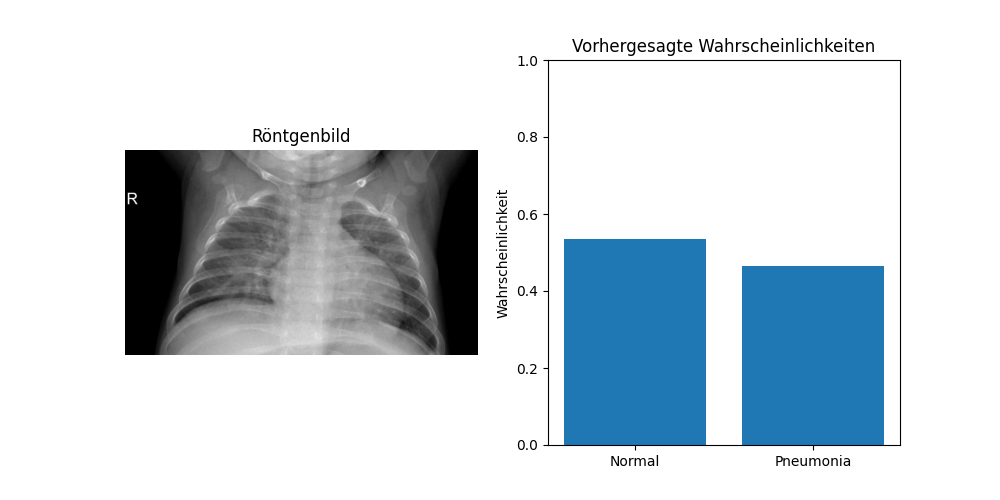 Röntgenbild
R
Vorhergesagte Wahrscheinlichkeiten
Wahrscheinlichkeit
1.0
0.8
0.6
0.4
0.2
0.0
Normal
Pneumonia